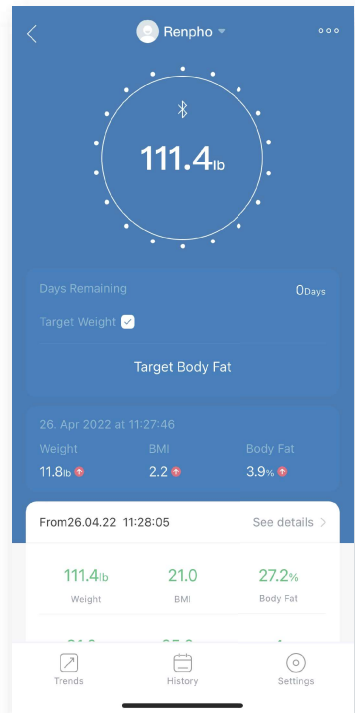 Renpho
111.4lb
Days Remaining 0Days
Target Weight
Target Body Fat
26. Apr 2022 at 11:27:46
Weight BMI Body Fat
11.8lb 2.2 3.9%
From26.04.22 11:28:05 See details >
111.4lb 21.0 27.2%
Weight BMI Body Fat
Trends History Settings